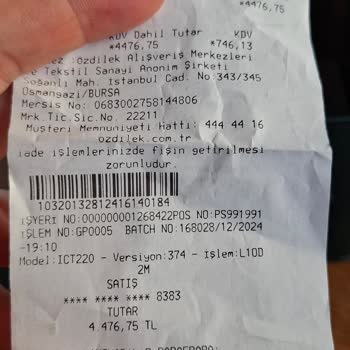 *4476,75
KDV Dahil Tutar KDV
*4476,75 *746,13
Özdilek Alışveriş Merkezleri
ve Tekstil Sanayi Anonim Şirketi
Soğanlı Mah. İstanbul Cad. No:343/345
Osmangazi/BURSA
Mersis No: 0683002758144806
Mrk.Tic.Sic.No. 22211
Müşteri Memnuniyeti Hattı: 444 44 16
ozdilek.com.tr
İade işlemlerinizde fişin getirilmesi
zorunludur.
10320132812416140184
İŞYERİ NO:000000001268422POS NO:PS991991
İŞLEM NO:GP0005 BATCH NO:168028/12/2024
-19:10
Model:ICT220 - Versiyon:374 - İşlem:L10D
2M
SATIŞ
**** **** **** 8383
TUTAR
4.476,75 TL